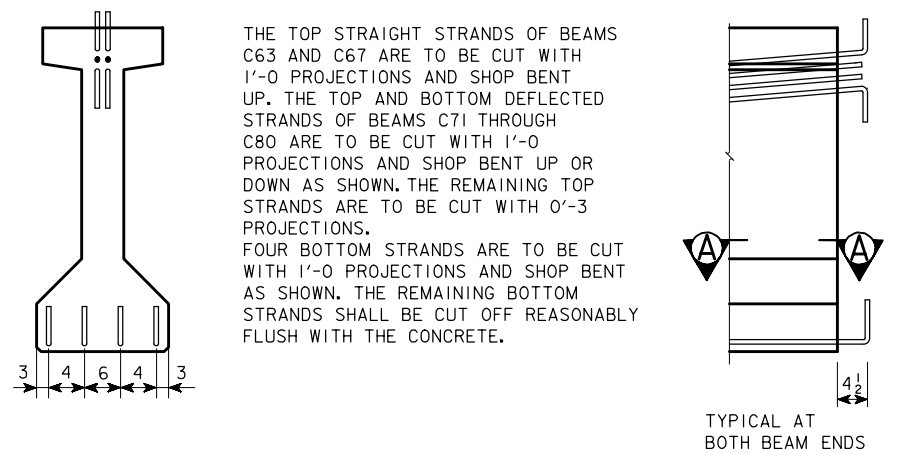 THE TOP STRAIGHT STRANDS OF BEAMS
C63 AND C67 ARE TO BE CUT WITH
1'-0 PROJECTIONS AND SHOP BENT
UP. THE TOP AND BOTTOM DEFLECTED
STRANDS OF BEAMS C71 THROUGH
C80 ARE TO BE CUT WITH 1'-0
PROJECTIONS AND SHOP BENT UP OR
DOWN AS SHOWN. THE REMAINING TOP
STRANDS ARE TO BE CUT WITH 0'-3
PROJECTIONS.
FOUR BOTTOM STRANDS ARE TO BE CUT
WITH 1'-0 PROJECTIONS AND SHOP BENT
AS SHOWN. THE REMAINING BOTTOM
STRANDS SHALL BE CUT OFF REASONABLY
FLUSH WITH THE CONCRETE.
A A
3 4 6 4 3
4 1/2
TYPICAL AT
BOTH BEAM ENDS